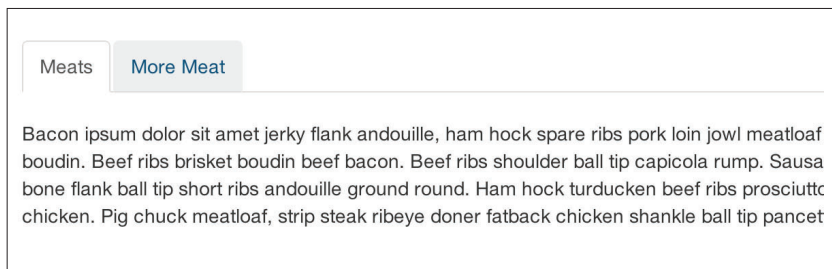 Meats
More Meat
Bacon ipsum dolor sit amet jerky flank andouille, ham hock spare ribs pork loin jowl meatloaf
boudin. Beef ribs brisket boudin beef bacon. Beef ribs shoulder ball tip capicola rump. Sausa
bone flank ball tip short ribs andouille ground round. Ham hock turducken beef ribs prosciutto
chicken. Pig chuck meatloaf, strip steak ribeye doner fatback chicken shankle ball tip pancet